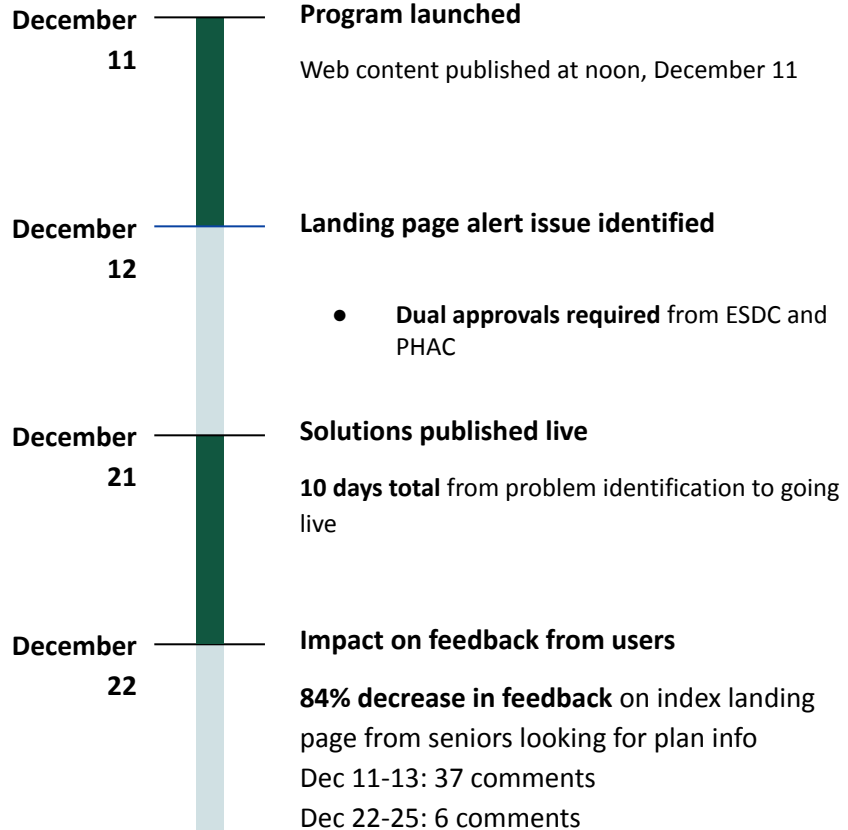 December
11
Program launched
Web content published at noon, December 11
December
12
Landing page alert issue identified
● Dual approvals required from ESDC and
PHAC
December
21
Solutions published live
10 days total from problem identification to going
live
December
22
Impact on feedback from users
84% decrease in feedback on index landing
page from seniors looking for plan info
Dec 11-13: 37 comments
Dec 22-25: 6 comments